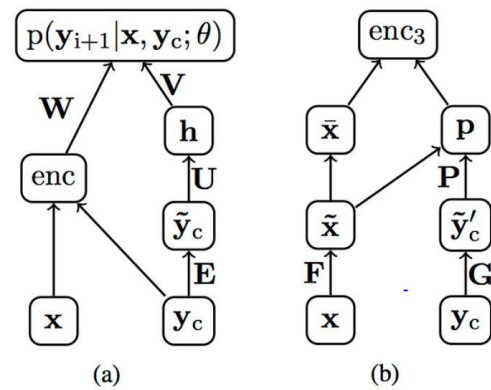 p(y_{i+1}|x, y_c; θ)
W
V
h
enc
U
ỹ_c
E
x
y_c
(a)
enc_3
x̄
p
P
x̃
ỹ′_c
F
G
x
y_c
(b)